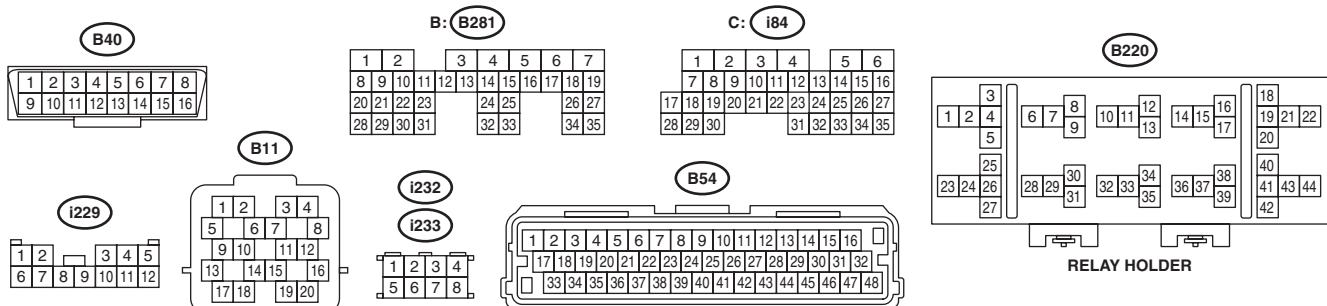 B40
1 2 3 4 5 6 7 8
9 10 11 12 13 14 15 16
B: B281
1 2 3 4 5 6 7
8 9 10 11 12 13 14 15 16 17 18 19
20 21 22 23 24 25 26 27
28 29 30 31 32 33 34 35
C: i84
1 2 3 4 5 6
7 8 9 10 11 12 13 14 15 16
17 18 19 20 21 22 23 24 25 26 27
28 29 30 31 32 33 34 35
B220
3 8 12 16 18
1 2 4 6 7 10 11 14 15 19 21 22
5 9 13 17 20
25 30 34 38 40
23 24 26 28 29 32 33 36 37 41 43 44
27 31 35 39 42
RELAY HOLDER
i229
1 2 3 4 5
6 7 8 9 10 11 12
B11
1 2 3 4
5 6 7 8
9 10 11 12
13 14 15 16
17 18 19 20
i232
i233
1 2 3 4
5 6 7 8
B54
1 2 3 4 5 6 7 8 9 10 11 12 13 14 15 16
17 18 19 20 21 22 23 24 25 26 27 28 29 30 31 32
33 34 35 36 37 38 39 40 41 42 43 44 45 46 47 48